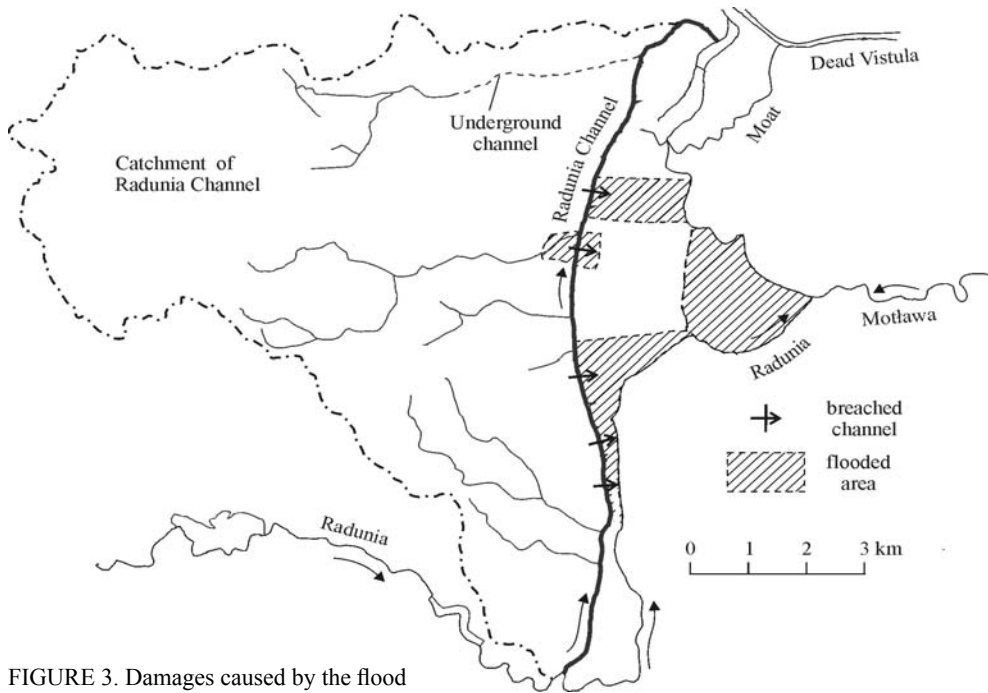 Dead Vistula
Moat
Underground
channel
Radunia Channel
Catchment of
Radunia Channel
Motława
Radunia
breached
channel
flooded
area
Radunia
0 1 2 3 km
FIGURE 3. Damages caused by the flood